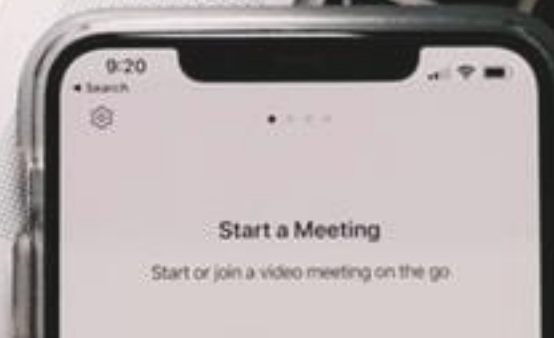 9:20
Search
Start a Meeting
Start or join a video meeting on the go